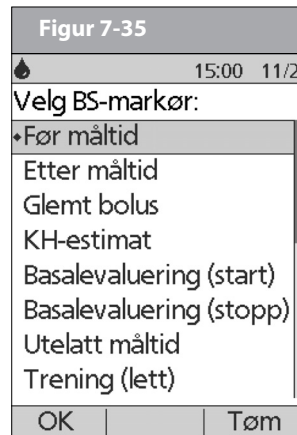 Figur 7-35
15:00 11/2
Velg BS-markør:
Før måltid
Etter måltid
Glemt bolus
KH-estimat
Basalevaluering (start)
Basalevaluering (stopp)
Utelatt måltid
Trening (lett)
OK Tøm